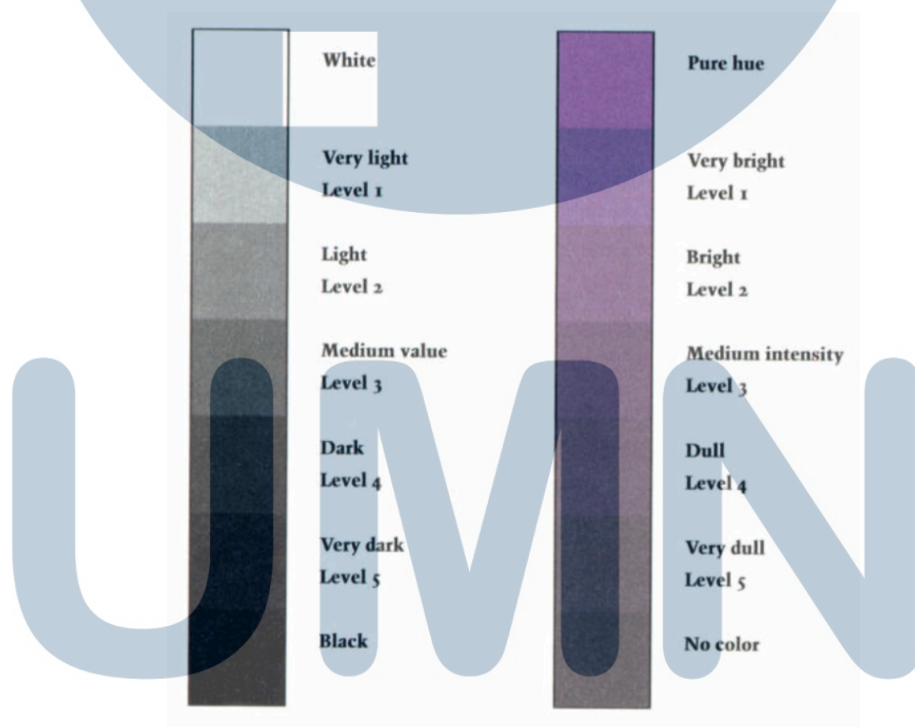 White
Very light
Level 1
Light
Level 2
Medium value
Level 3
Dark
Level 4
Very dark
Level 5
Black
Pure hue
Very bright
Level 1
Bright
Level 2
Medium intensity
Level 3
Dull
Level 4
Very dull
Level 5
No color
UMN